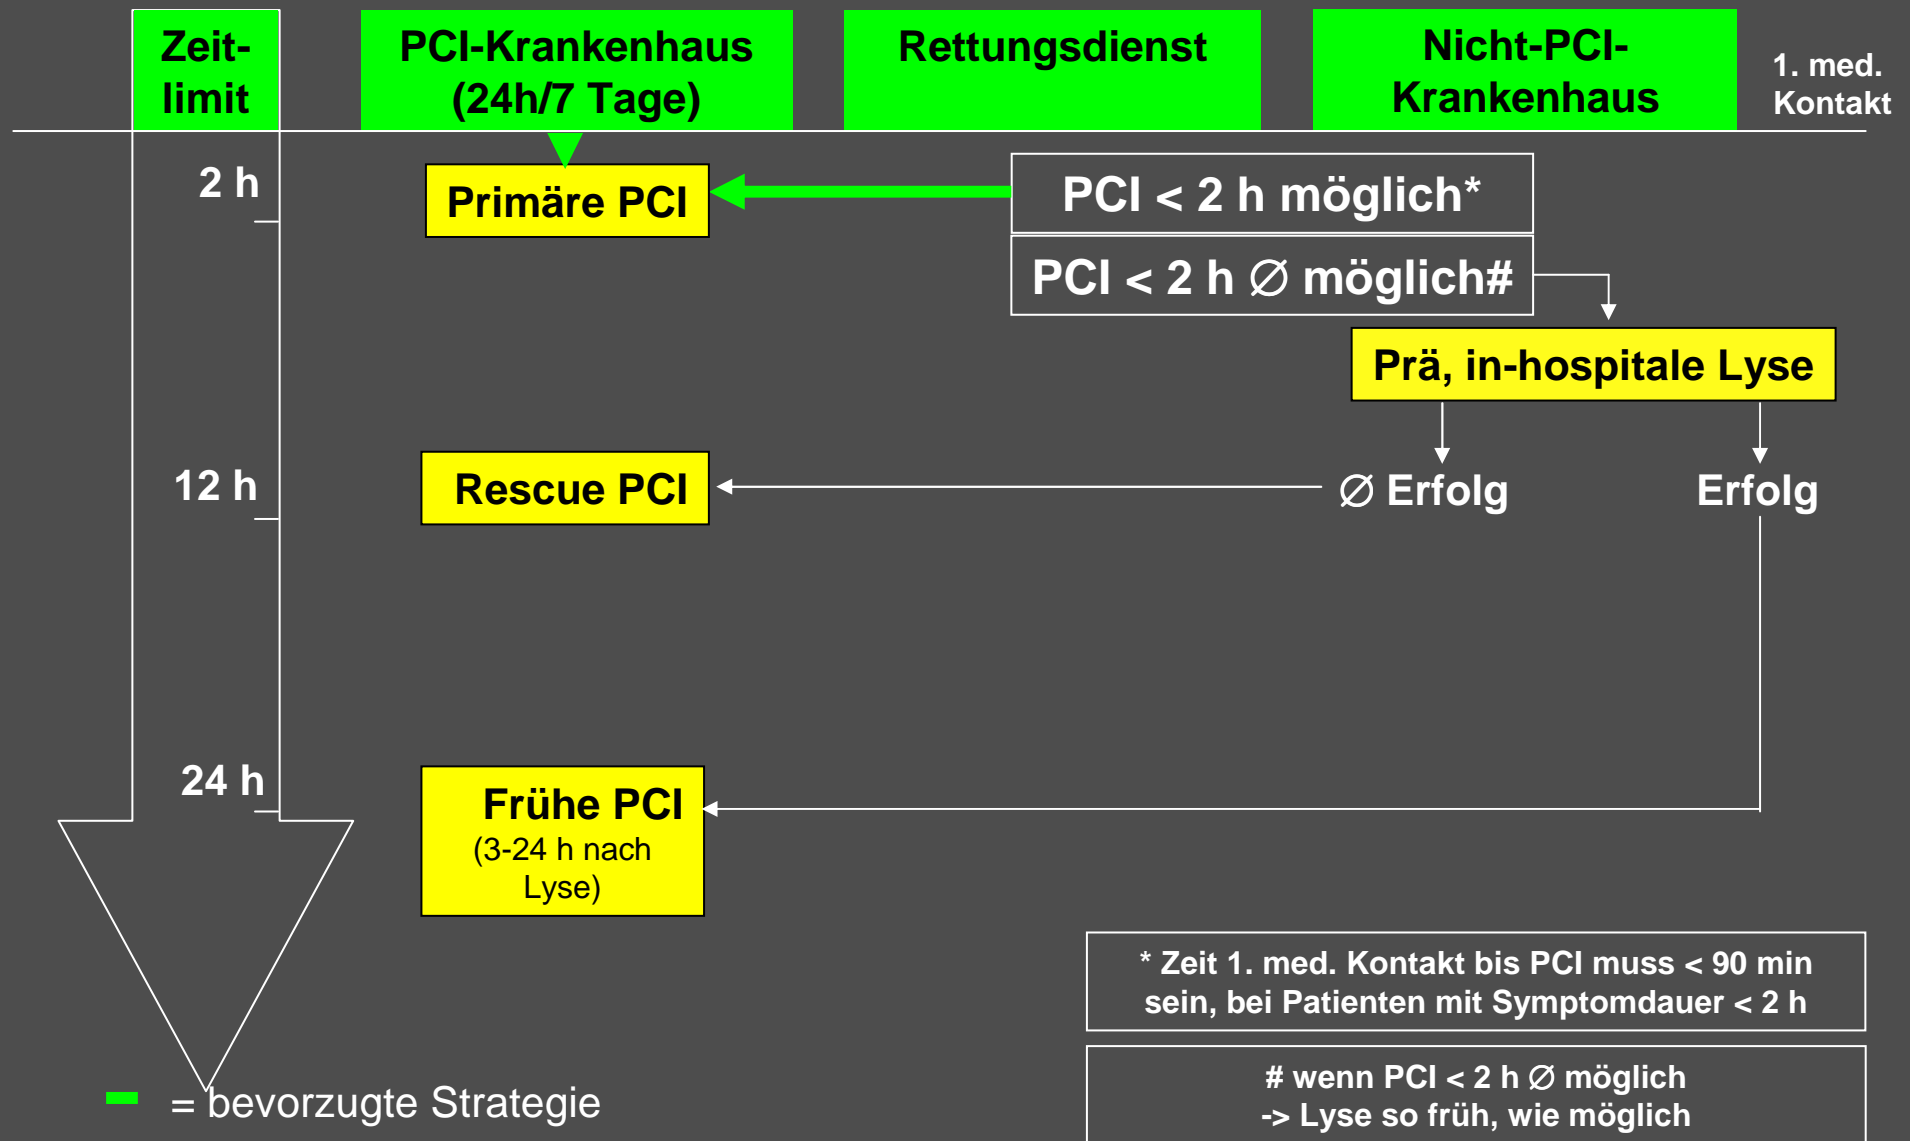 Zeit-
limit
PCI-Krankenhaus
(24h/7 Tage)
Rettungsdienst
Nicht-PCI-
Krankenhaus
1. med.
Kontakt
2 h
Primäre PCI
PCI < 2 h möglich*
PCI < 2 h ∅ möglich#
Prä, in-hospitale Lyse
12 h
Rescue PCI
∅ Erfolg
Erfolg
24 h
Frühe PCI
(3-24 h nach
Lyse)
* Zeit 1. med. Kontakt bis PCI muss < 90 min
sein, bei Patienten mit Symptomdauer < 2 h
# wenn PCI < 2 h ∅ möglich
-> Lyse so früh, wie möglich
= bevorzugte Strategie